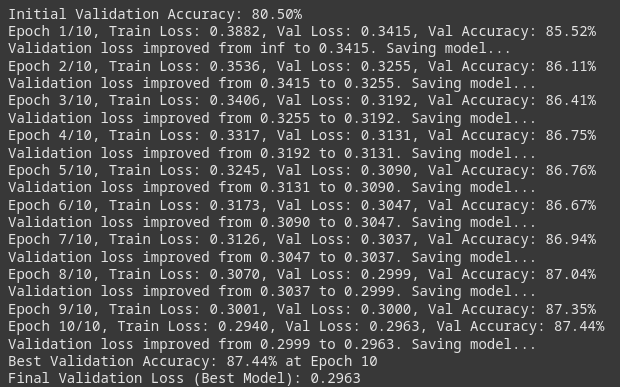 Initial Validation Accuracy: 80.50%
Epoch 1/10, Train Loss: 0.3882, Val Loss: 0.3415, Val Accuracy: 85.52%
Validation loss improved from inf to 0.3415. Saving model...
Epoch 2/10, Train Loss: 0.3536, Val Loss: 0.3255, Val Accuracy: 86.11%
Validation loss improved from 0.3415 to 0.3255. Saving model...
Epoch 3/10, Train Loss: 0.3406, Val Loss: 0.3192, Val Accuracy: 86.41%
Validation loss improved from 0.3255 to 0.3192. Saving model...
Epoch 4/10, Train Loss: 0.3317, Val Loss: 0.3131, Val Accuracy: 86.75%
Validation loss improved from 0.3192 to 0.3131. Saving model...
Epoch 5/10, Train Loss: 0.3245, Val Loss: 0.3090, Val Accuracy: 86.76%
Validation loss improved from 0.3131 to 0.3090. Saving model...
Epoch 6/10, Train Loss: 0.3173, Val Loss: 0.3047, Val Accuracy: 86.67%
Validation loss improved from 0.3090 to 0.3047. Saving model...
Epoch 7/10, Train Loss: 0.3126, Val Loss: 0.3037, Val Accuracy: 86.94%
Validation loss improved from 0.3047 to 0.3037. Saving model...
Epoch 8/10, Train Loss: 0.3070, Val Loss: 0.2999, Val Accuracy: 87.04%
Validation loss improved from 0.3037 to 0.2999. Saving model...
Epoch 9/10, Train Loss: 0.3001, Val Loss: 0.3000, Val Accuracy: 87.35%
Epoch 10/10, Train Loss: 0.2940, Val Loss: 0.2963, Val Accuracy: 87.44%
Validation loss improved from 0.2999 to 0.2963. Saving model...
Best Validation Accuracy: 87.44% at Epoch 10
Final Validation Loss (Best Model): 0.2963